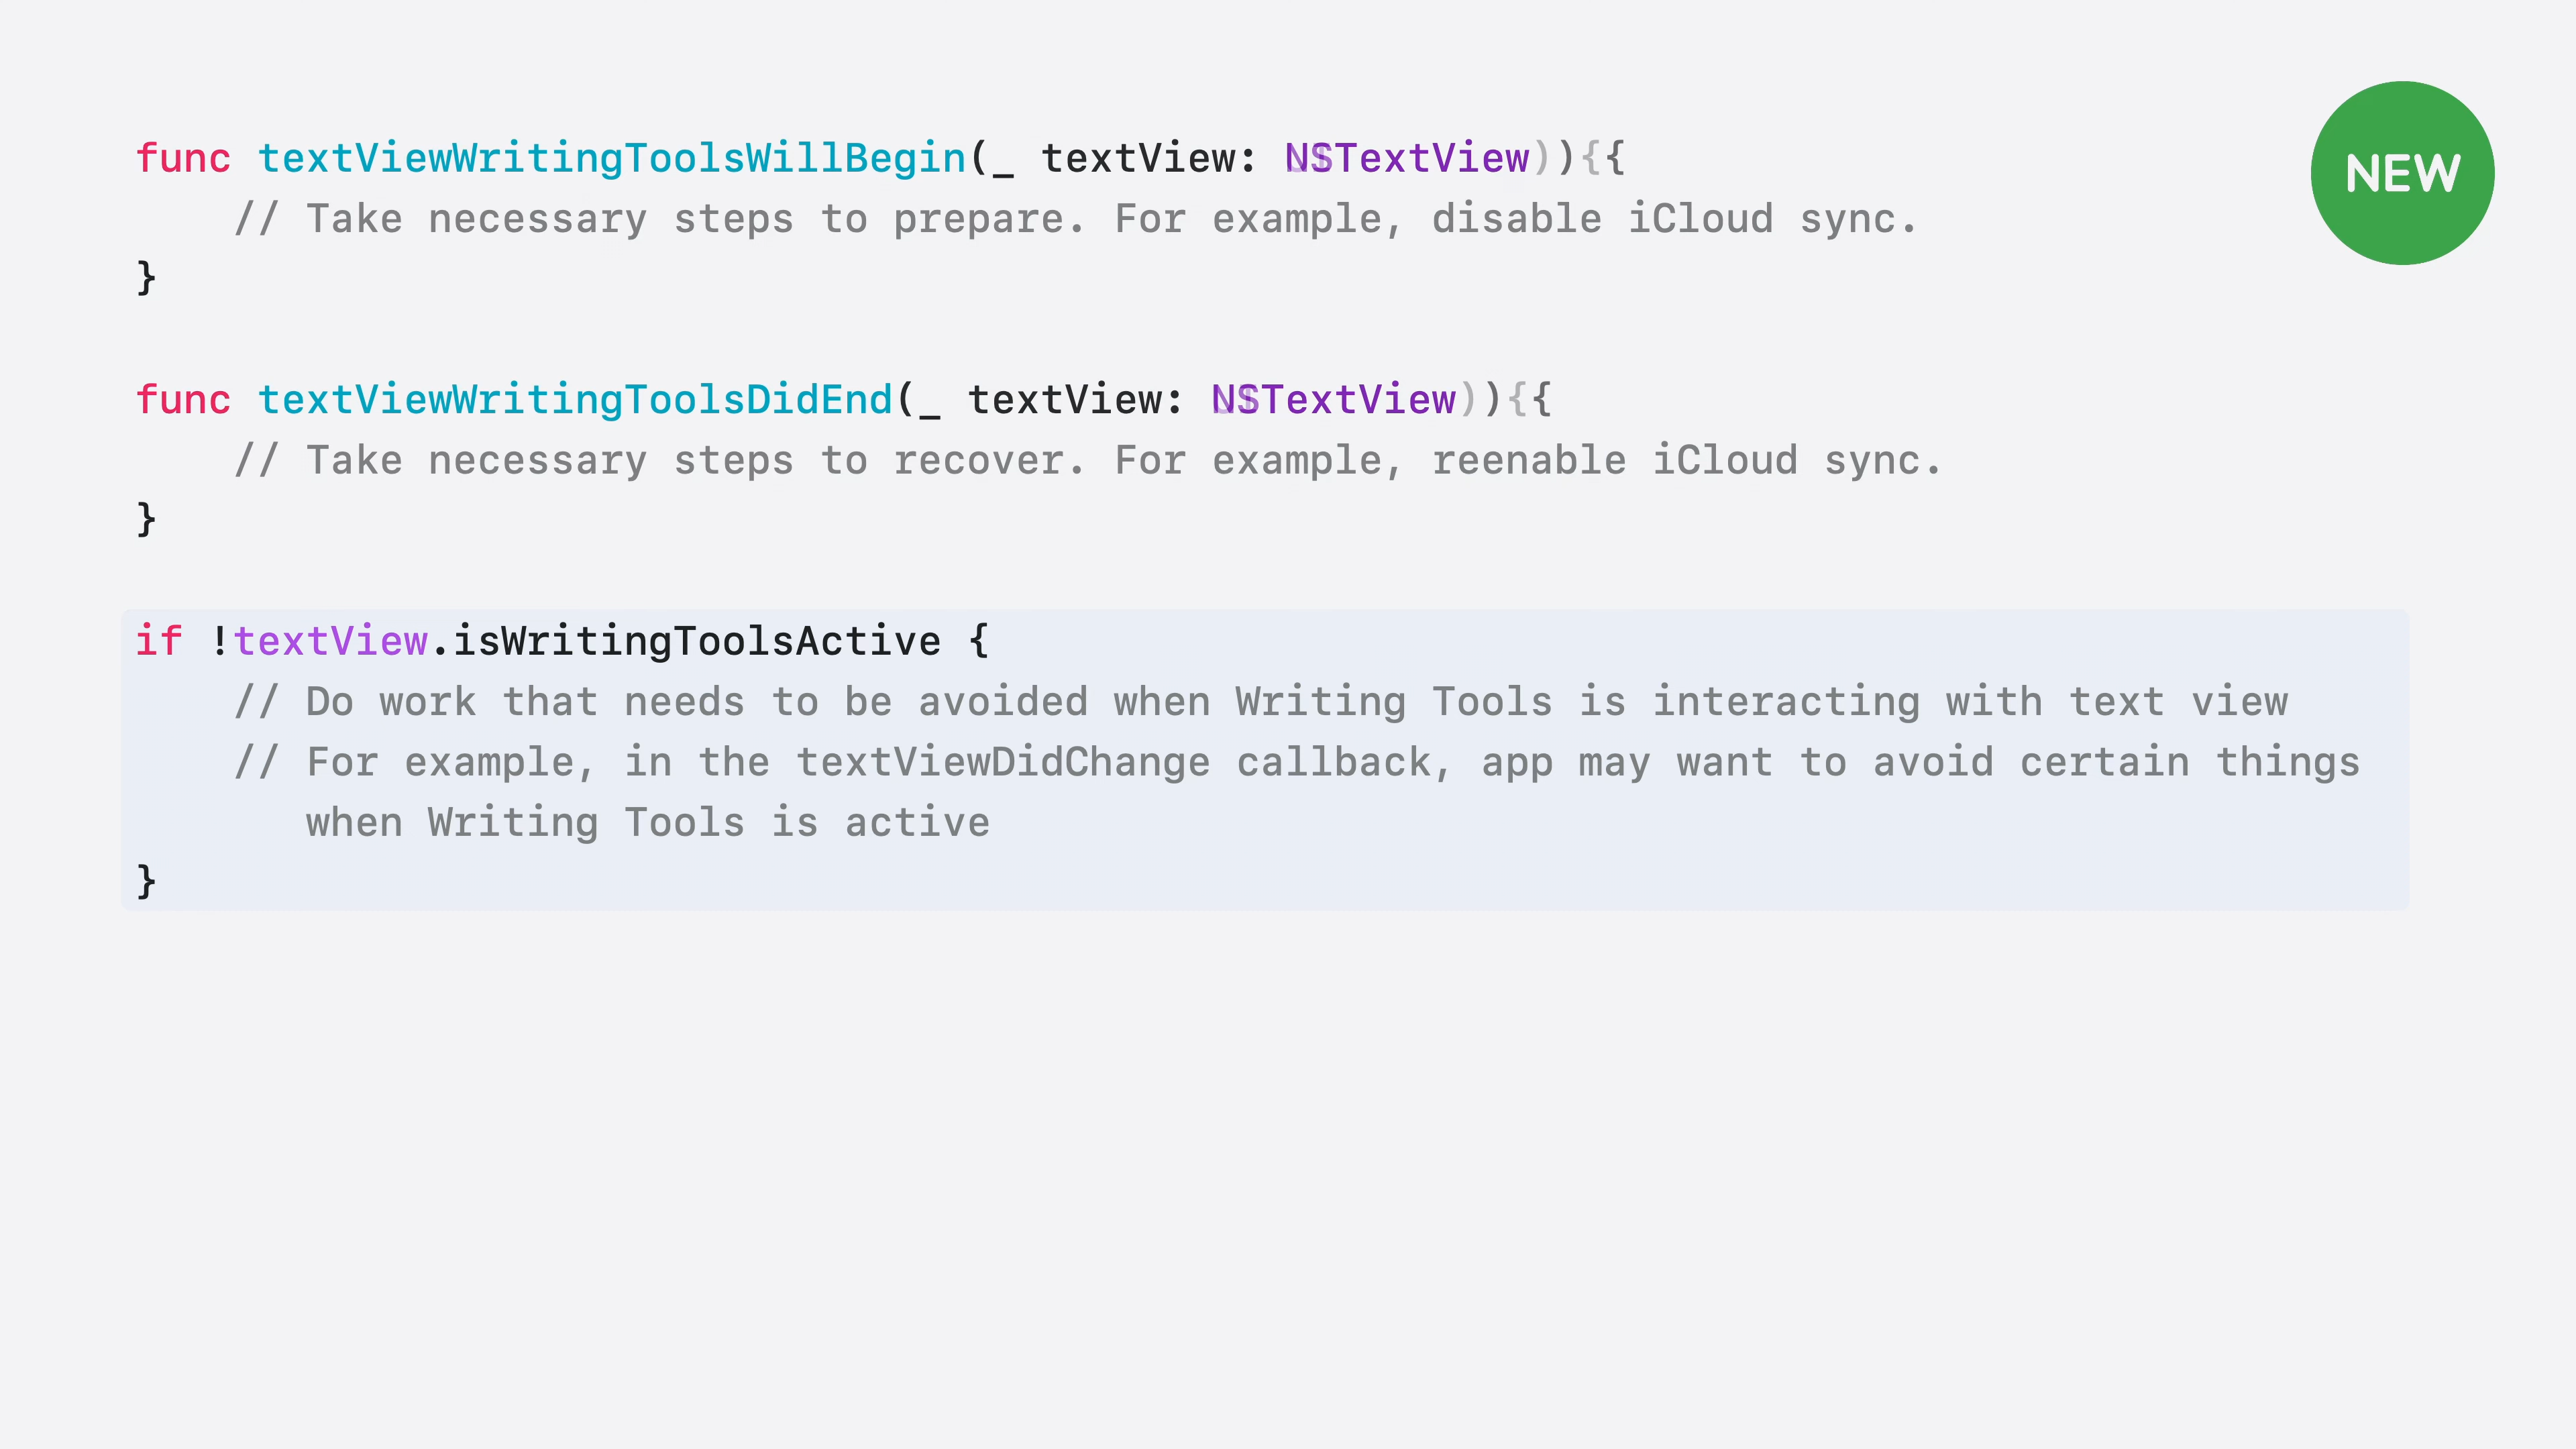 func textViewWritingToolsWillBegin(_ textView: NSTextView)){{
    // Take necessary steps to prepare. For example, disable iCloud sync.
}
func textViewWritingToolsDidEnd(_ textView: NSTextView)){{
    // Take necessary steps to recover. For example, reenable iCloud sync.
}
if !textView.isWritingToolsActive {
    // Do work that needs to be avoided when Writing Tools is interacting with text view
    // For example, in the textViewDidChange callback, app may want to avoid certain things
       when Writing Tools is active
}
NEW